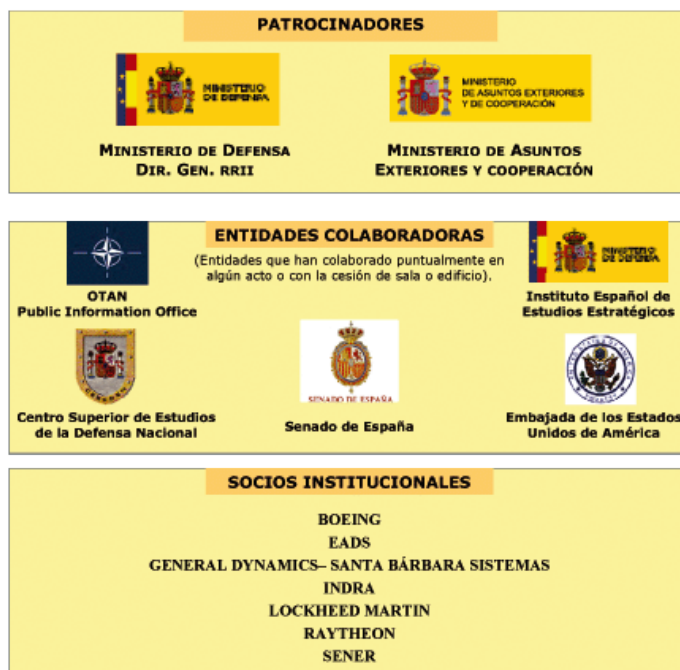 PATROCINADORES
MINISTERIO
DE DEFENSA
MINISTERIO
DE ASUNTOS EXTERIORES
Y DE COOPERACIÓN
MINISTERIO DE DEFENSA
DIR. GEN. RRII
MINISTERIO DE ASUNTOS
EXTERIORES Y COOPERACIÓN
ENTIDADES COLABORADORAS
(Entidades que han colaborado puntualmente en
algún acto o con la cesión de sala o edificio).
MINISTERIO
DE DEFENSA
OTAN
Public Information Office
Instituto Español de
Estudios Estratégicos
SENADO DE ESPAÑA
Centro Superior de Estudios
de la Defensa Nacional
Senado de España
Embajada de los Estados
Unidos de América
SOCIOS INSTITUCIONALES
BOEING
EADS
GENERAL DYNAMICS– SANTA BÁRBARA SISTEMAS
INDRA
LOCKHEED MARTIN
RAYTHEON
SENER